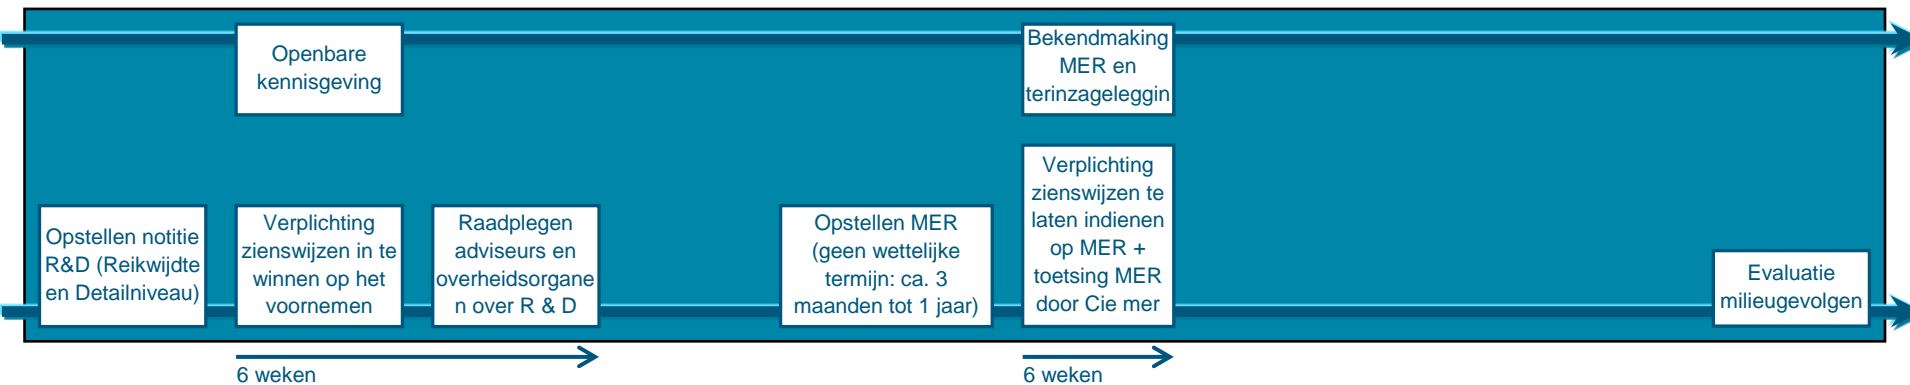 Openbare
kennisgeving
Bekendmaking
MER en
terinzageleggin
Opstellen notitie
R&D (Reikwijdte
en Detailniveau)
Verplichting
zienswijzen in te
winnen op het
voornemen
Raadplegen
adviseurs en
overheidsorgane
n over R & D
Opstellen MER
(geen wettelijke
termijn: ca. 3
maanden tot 1 jaar)
Verplichting
zienswijzen te
laten indienen
op MER +
toetsing MER
door Cie mer
Evaluatie
milieugevolgen
6 weken
6 weken